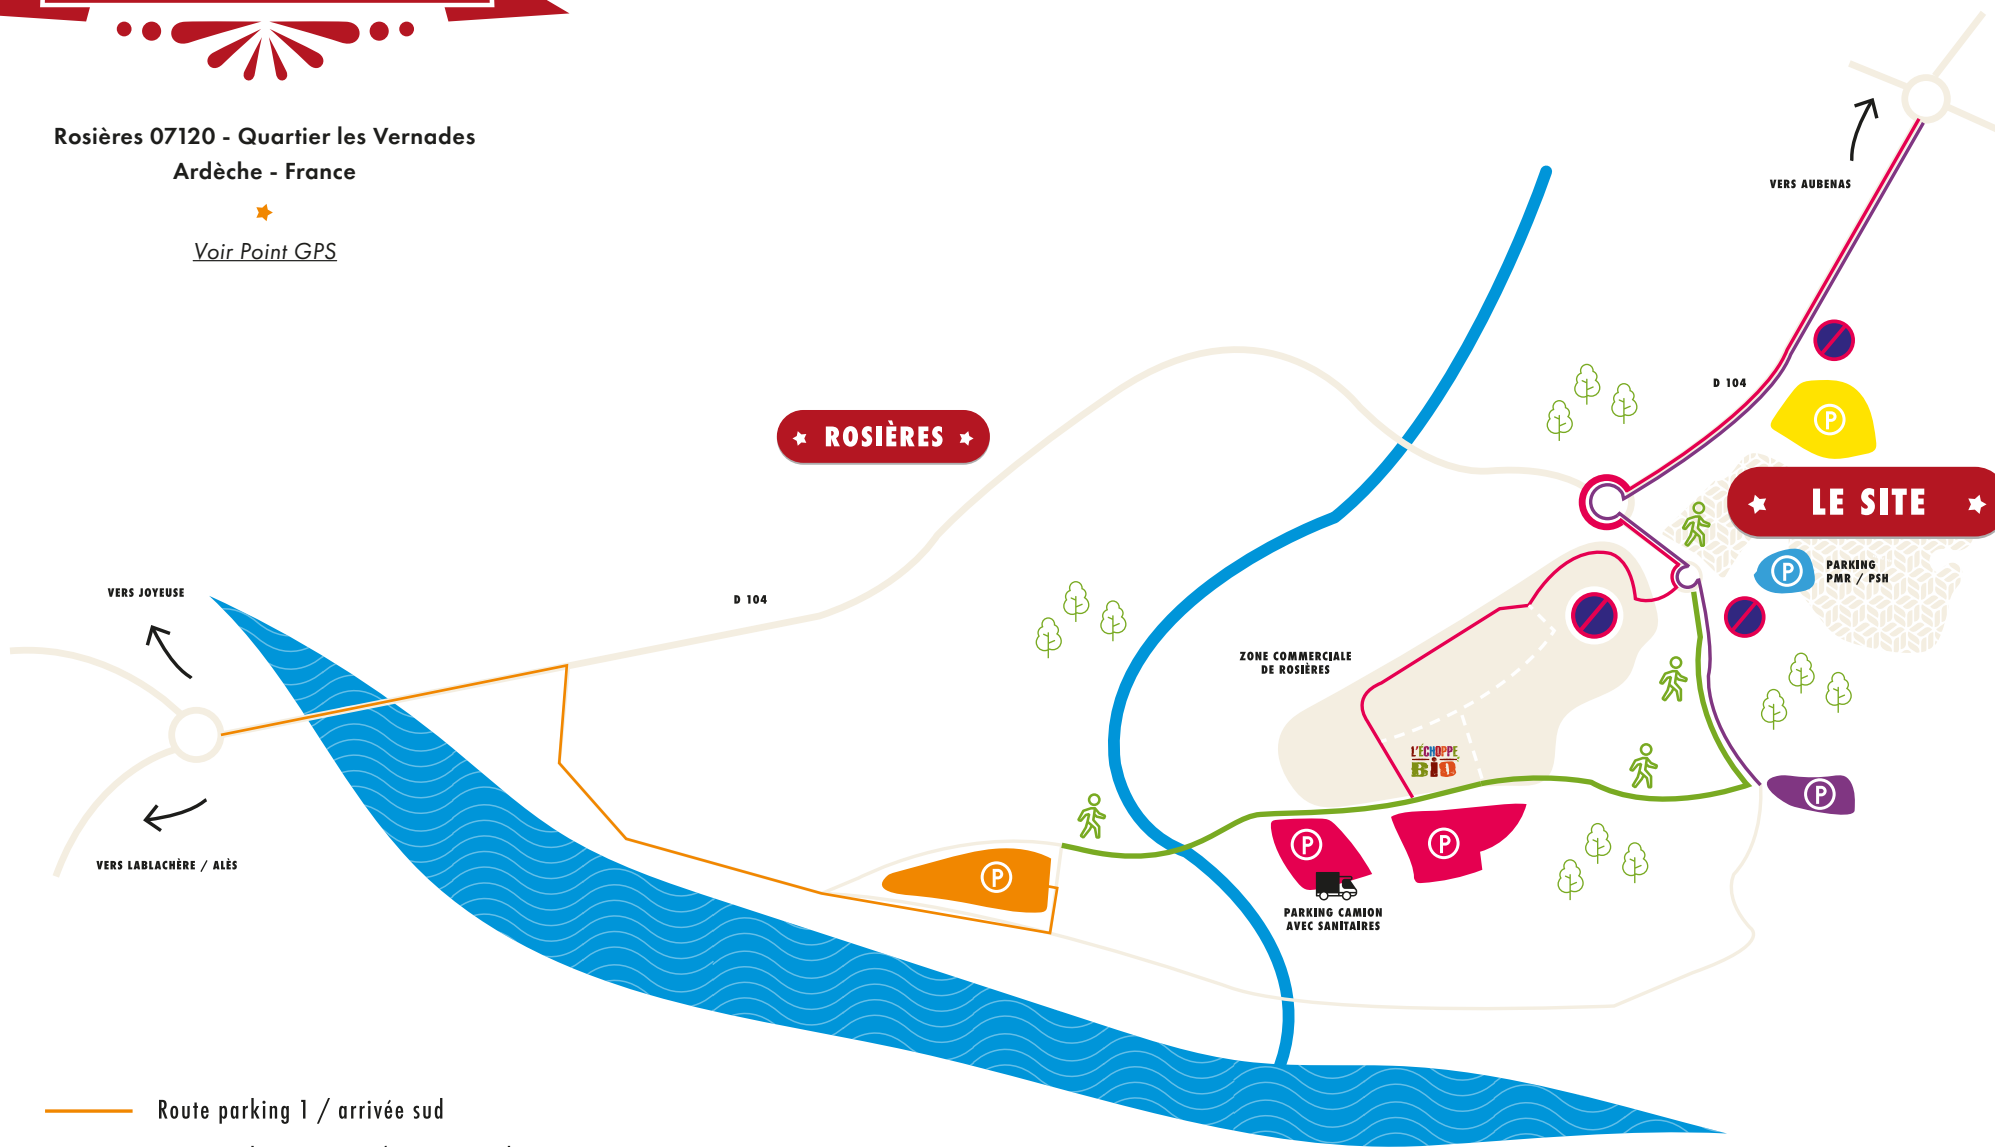 Rosières 07120 - Quartier les Vernades
Ardèche - France
Voir Point GPS
VERS AUBENAS
D 104
P
ROSIÈRES
LE SITE
P
PARKING
PMR / PSH
VERS JOYEUSE
D 104
ZONE COMMERCIALE
DE ROSIÈRES
L'ÉCHOPPE
BIO
P
P
P
P
VERS LABLACHÈRE / ALÈS
PARKING CAMION
AVEC SANITAIRES
Route parking 1 / arrivée sud